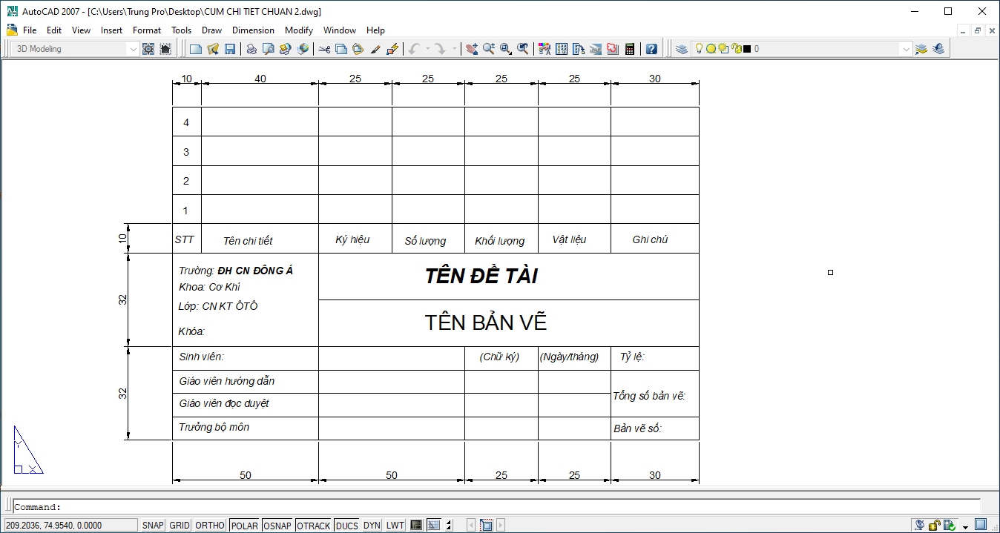 AutoCAD 2007 - [C:\Users\Trung Pro\Desktop\CUM CHI TIET CHUAN 2.dwg]
File Edit View Insert Format Tools Draw Dimension Modify Window Help
3D Modeling 0
10 40 25 25 25 25 30
4
3
2
1
10
STT Tên chi tiết Ký hiệu Số lượng Khối lượng Vật liệu Ghi chú
32
Trường: ĐH CN ĐÔNG Á
Khoa: Cơ Khí
Lớp: CN KT ÔTÔ
Khóa:
TÊN ĐỀ TÀI
TÊN BẢN VẼ
32
Sinh viên: (Chữ ký) (Ngày/tháng) Tỷ lệ:
Giáo viên hướng dẫn
Tổng số bản vẽ:
Giáo viên đọc duyệt
Trưởng bộ môn Bản vẽ số:
Y
X
50 50 25 25 30
Command:
209.2036, 74.9540, 0.0000 SNAP GRID ORTHO POLAR OSNAP OTRACK DUCS DYN LWT